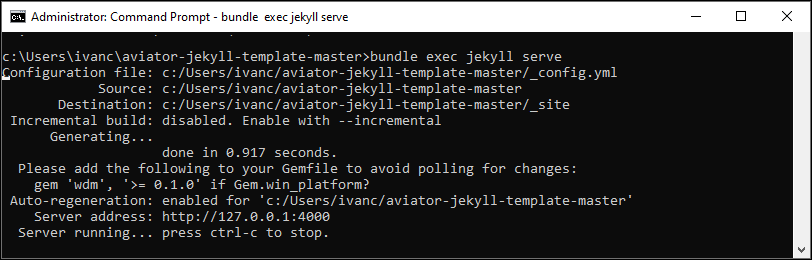 Administrator: Command Prompt - bundle  exec jekyll serve
c:\Users\ivanc\aviator-jekyll-template-master>bundle exec jekyll serve
Configuration file: c:/Users/ivanc/aviator-jekyll-template-master/_config.yml
Source: c:/Users/ivanc/aviator-jekyll-template-master
Destination: c:/Users/ivanc/aviator-jekyll-template-master/_site
Incremental build: disabled. Enable with --incremental
Generating...
done in 0.917 seconds.
Please add the following to your Gemfile to avoid polling for changes:
gem 'wdm', '>= 0.1.0' if Gem.win_platform?
Auto-regeneration: enabled for 'c:/Users/ivanc/aviator-jekyll-template-master'
Server address: http://127.0.0.1:4000
Server running... press ctrl-c to stop.